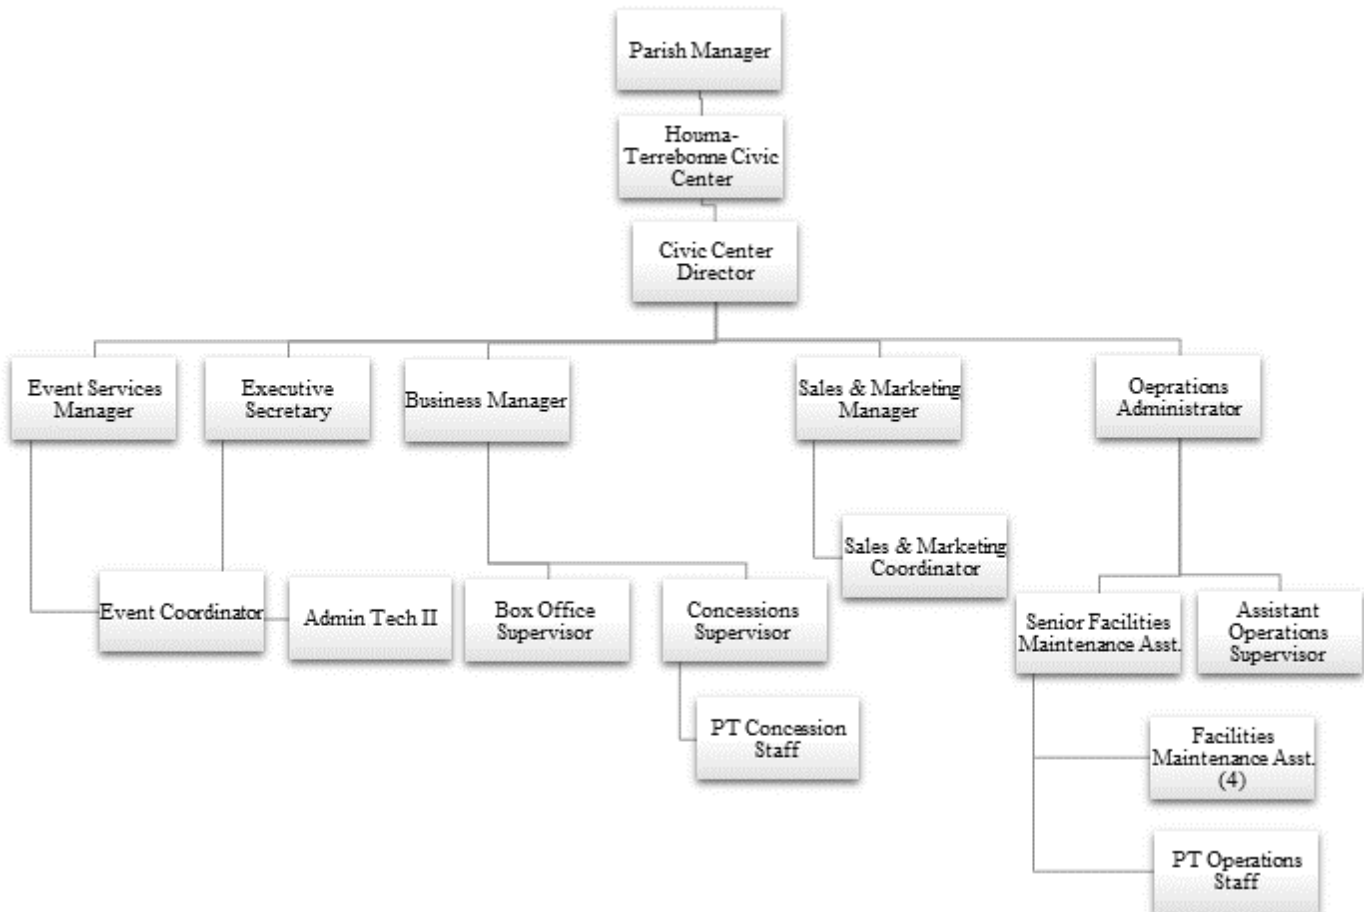 Parish Manager
Houma-
Terrebonne Civic
Center
Civic Center
Director
Event Services
Manager
Executive
Secretary
Business Manager
Sales & Marketing
Manager
Oeprations
Administrator
Sales & Marketing
Coordinator
Event Coordinator
Admin Tech II
Box Office
Supervisor
Concessions
Supervisor
Senior Facilities
Maintenance Asst.
Assistant
Operations
Supervisor
PT Concession
Staff
Facilities
Maintenance Asst.
(4)
PT Operations
Staff